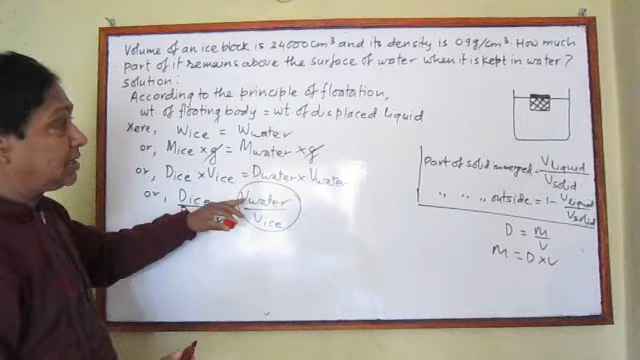 Volume of an ice block is 24000cm³ and its density is 0.9g/cm³. How much
part of it remains above the surface of water when it is kept in water?
solution:
According to the principle of floatation,
wt of floating body = wt of displaced liquid
Here, Wice = Wwater
or, Mice × g = Mwater × g
or, Dice × Vice = Dwater × Vwater
or, Dice Vwater
Vice
Part of solid immerged = Vliquid
Vsolid
" " " outside = 1 - Vliquid
Vsolid
D = m
V
M = D×V